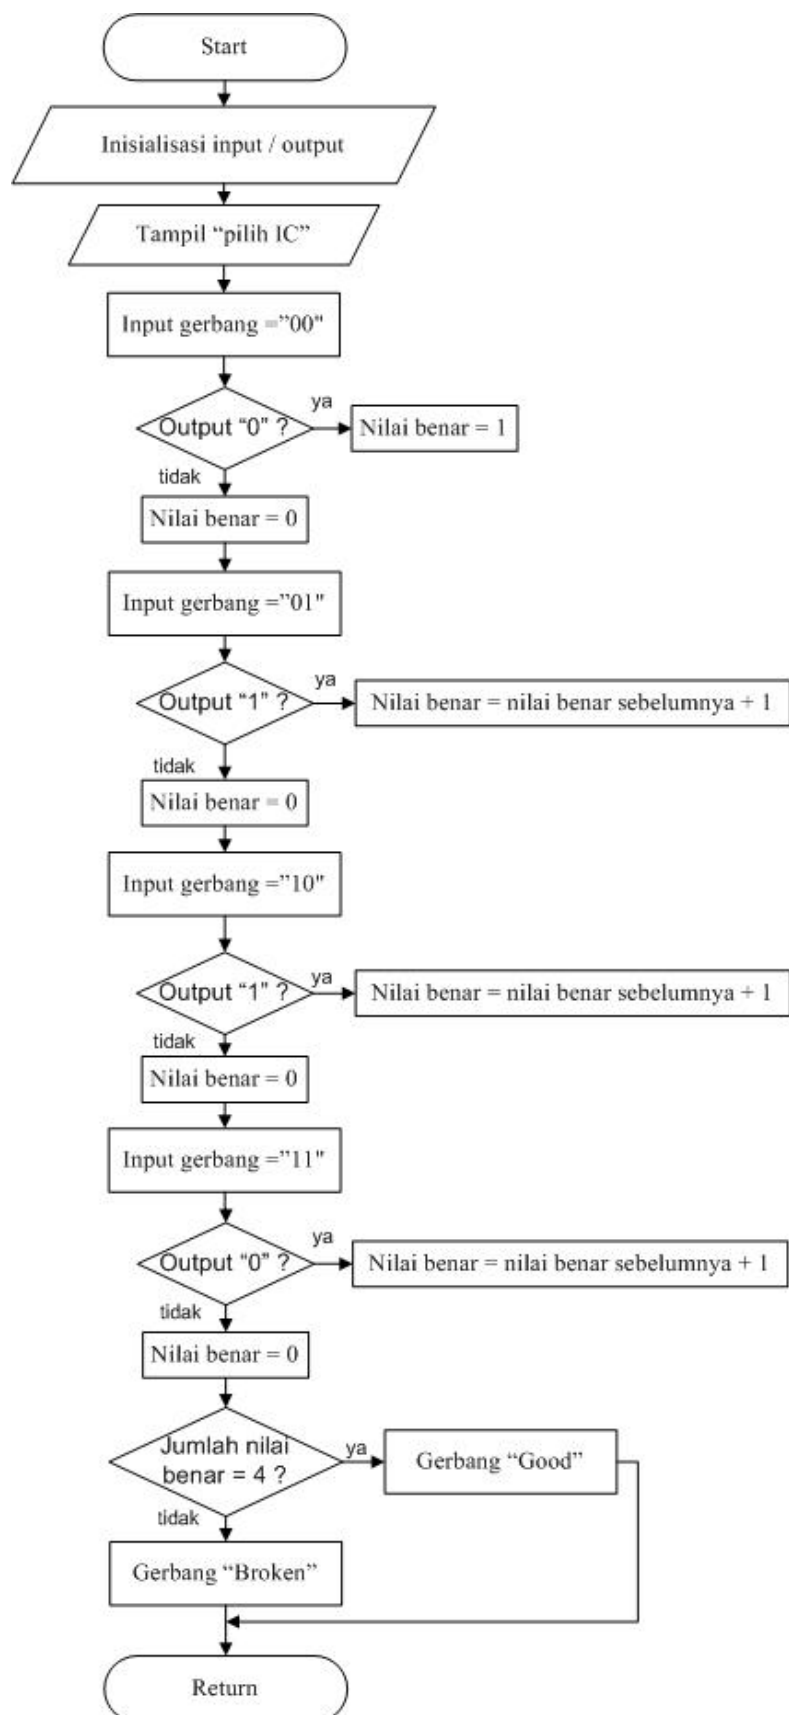 Start
Inisialisasi input / output
Tampil “pilih IC”
Input gerbang =”00"
Output “0” ?
ya
Nilai benar = 1
tidak
Nilai benar = 0
Input gerbang =”01"
Output “1” ?
ya
Nilai benar = nilai benar sebelumnya + 1
tidak
Nilai benar = 0
Input gerbang =”10"
Output “1” ?
ya
Nilai benar = nilai benar sebelumnya + 1
tidak
Nilai benar = 0
Input gerbang =”11"
Output “0” ?
ya
Nilai benar = nilai benar sebelumnya + 1
tidak
Nilai benar = 0
Jumlah nilai
benar = 4 ?
ya
Gerbang “Good”
tidak
Gerbang “Broken”
Return